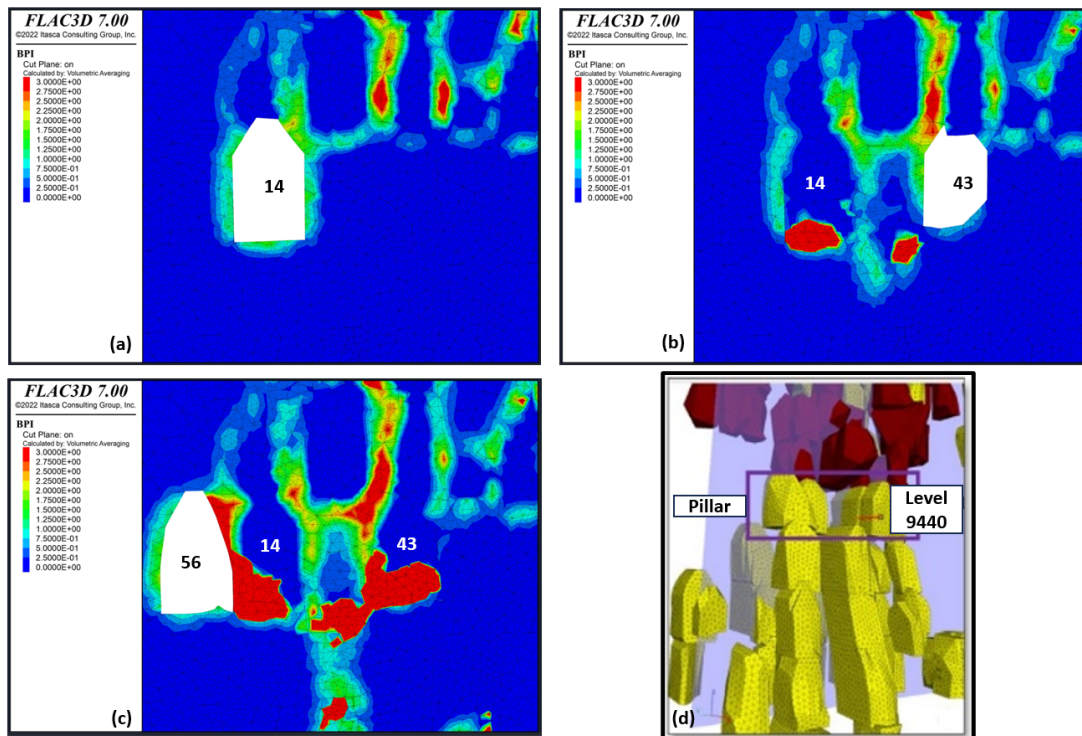 FLAC3D 7.00
©2022 Itasca Consulting Group, Inc.
BPI
Cut Plane: on
Calculated by: Volumetric Averaging
3.0000E+00
2.7500E+00
2.5000E+00
2.2500E+00
2.0000E+00
1.7500E+00
1.5000E+00
1.2500E+00
1.0000E+00
7.5000E-01
5.0000E-01
2.5000E-01
0.0000E+00
14
(a)
FLAC3D 7.00
©2022 Itasca Consulting Group, Inc.
BPI
Cut Plane: on
Calculated by: Volumetric Averaging
3.0000E+00
2.7500E+00
2.5000E+00
2.2500E+00
2.0000E+00
1.7500E+00
1.5000E+00
1.2500E+00
1.0000E+00
7.5000E-01
5.0000E-01
2.5000E-01
0.0000E+00
14
43
(b)
FLAC3D 7.00
©2022 Itasca Consulting Group, Inc.
BPI
Cut Plane: on
Calculated by: Volumetric Averaging
3.0000E+00
2.7500E+00
2.5000E+00
2.2500E+00
2.0000E+00
1.7500E+00
1.5000E+00
1.2500E+00
1.0000E+00
7.5000E-01
5.0000E-01
2.5000E-01
0.0000E+00
56
14
43
(c)
Pillar
Level
9440
(d)